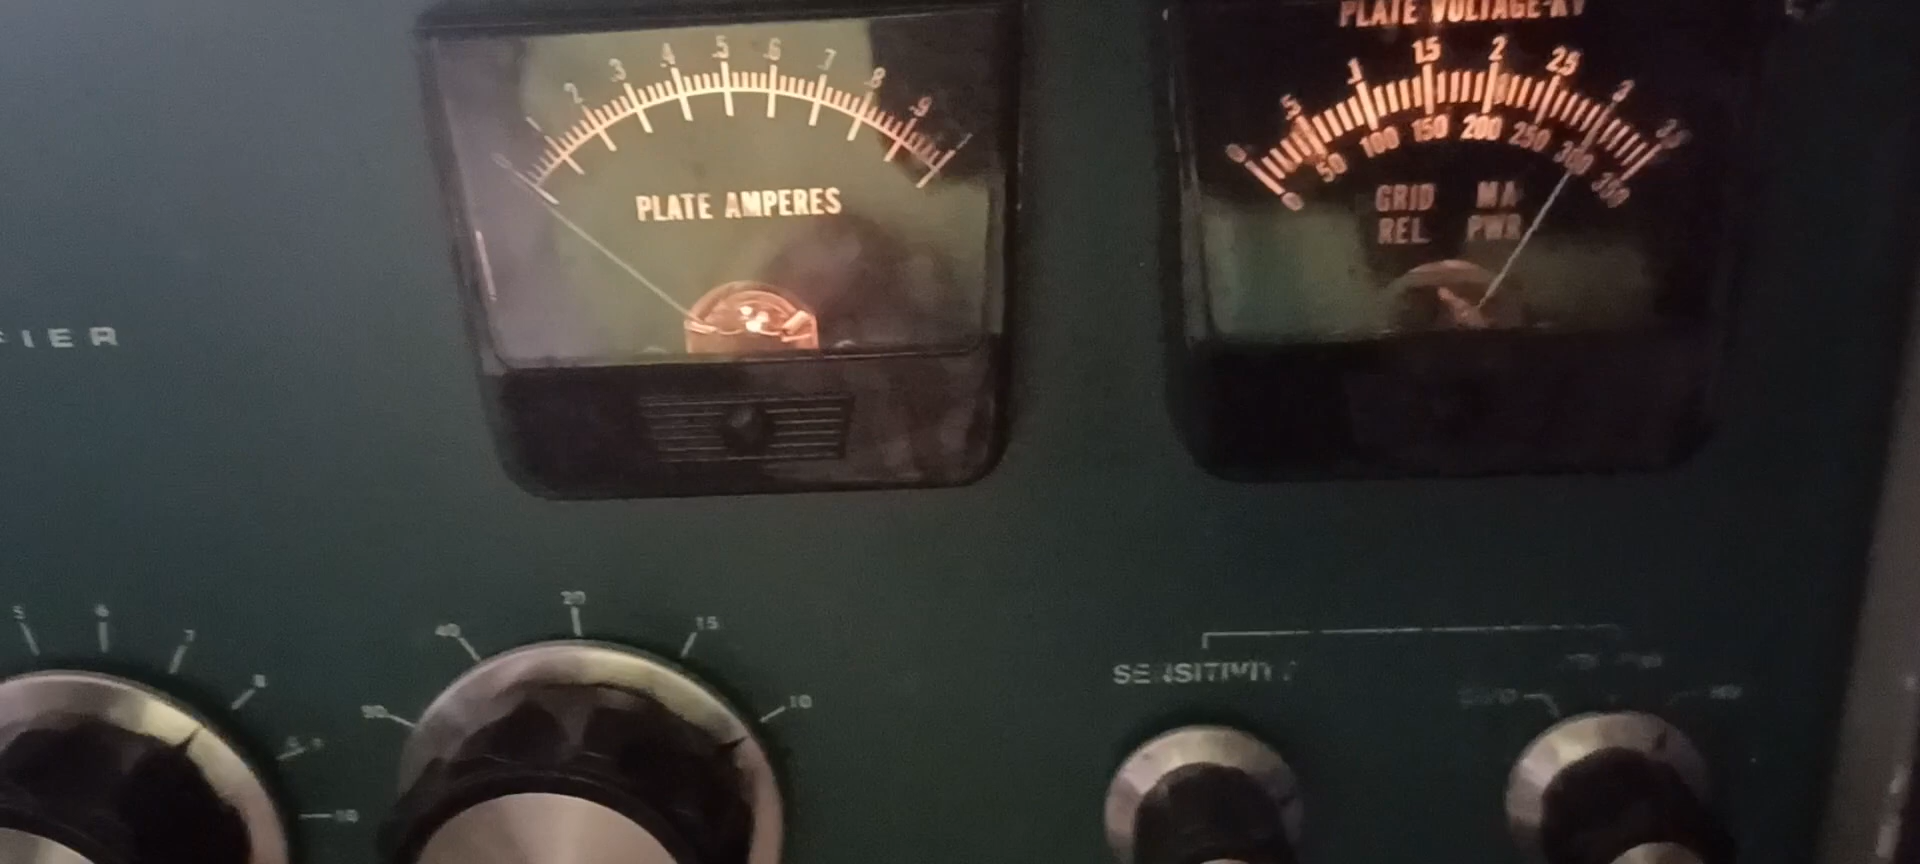 PLATE VOLTAGE-KV
0 .1 .2 .3 .4 .5 .6 .7 .8 .9 1
0 .5 1 1.5 2 2.5 3 3.5
0 50 100 150 200 250 300 350
PLATE AMPERES
GRID MA
REL PWR
IER
5 6 7 8
10
80 40 20 15 10
SENSITIVITY